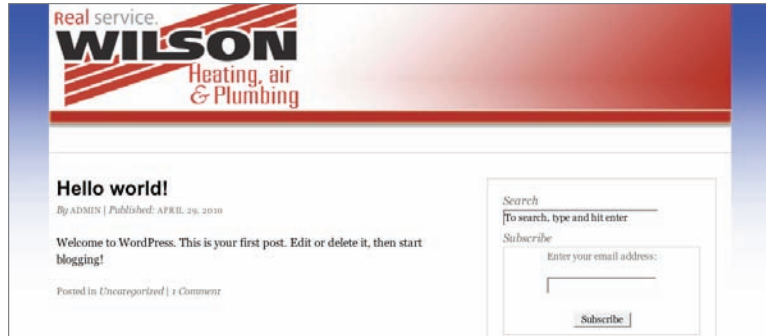 Real service.
WILSON
Heating, air
& Plumbing
Hello world!
By ADMIN | Published: APRIL 29, 2010
Welcome to WordPress. This is your first post. Edit or delete it, then start
blogging!
Posted in Uncategorized | 1 Comment
Search
To search, type and hit enter
Subscribe
Enter your email address:
Subscribe